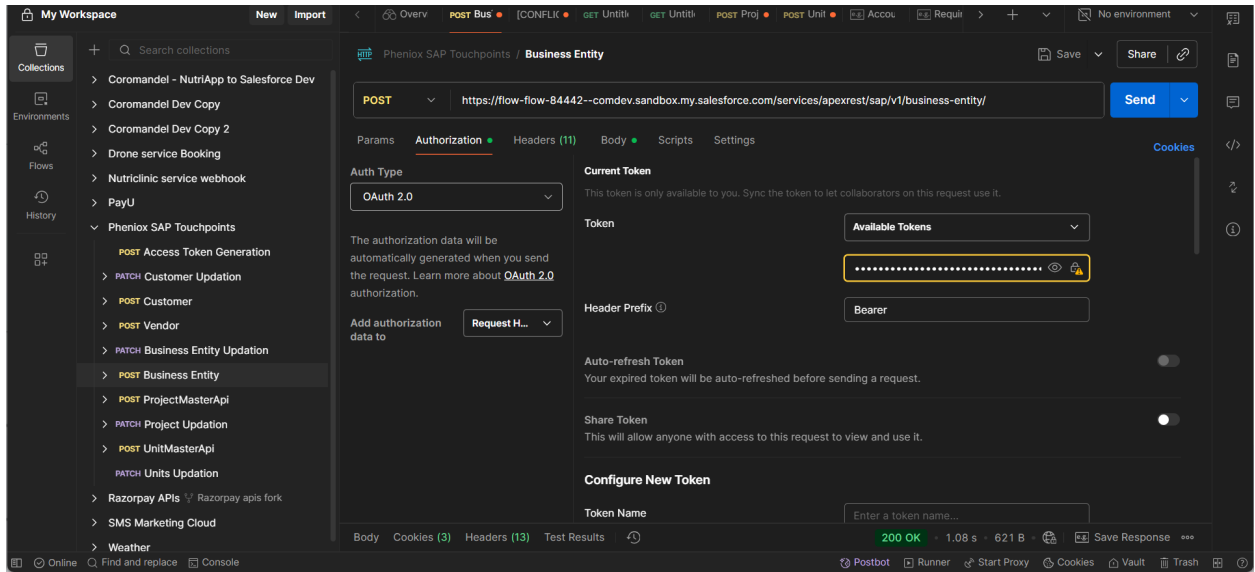 My Workspace New Import Overv POST Bus' [CONFLIC GET Untitl GET Untitl POST Proj POST Unit e.g. Accou e.g. Requir No environment
Collections
Environments
Flows
History
Search collections
Coromandel - NutriApp to Salesforce Dev
Coromandel Dev Copy
Coromandel Dev Copy 2
Drone service Booking
Nutriclinic service webhook
PayU
Pheniox SAP Touchpoints
POST Access Token Generation
PATCH Customer Updation
POST Customer
POST Vendor
PATCH Business Entity Updation
POST Business Entity
POST ProjectMasterApi
PATCH Project Updation
POST UnitMasterApi
PATCH Units Updation
Razorpay APIs Razorpay apis fork
SMS Marketing Cloud
Weather
HTTP Pheniox SAP Touchpoints / Business Entity Save Share
POST https://flow-flow-84442--comdev.sandbox.my.salesforce.com/services/apexrest/sap/v1/business-entity/ Send
Params Authorization Headers (11) Body Scripts Settings Cookies
Auth Type
OAuth 2.0
The authorization data will be
automatically generated when you send
the request. Learn more about OAuth 2.0
authorization.
Add authorization
data to
Request H...
Current Token
This token is only available to you. Sync the token to let collaborators on this request use it.
Token Available Tokens
Header Prefix Bearer
Auto-refresh Token
Your expired token will be auto-refreshed before sending a request.
Share Token
This will allow anyone with access to this request to view and use it.
Configure New Token
Token Name Enter a token name...
Body Cookies (3) Headers (13) Test Results 200 OK 1.08 s 621 B e.g. Save Response
Online Find and replace Console Postbot Runner Start Proxy Cookies Vault Trash